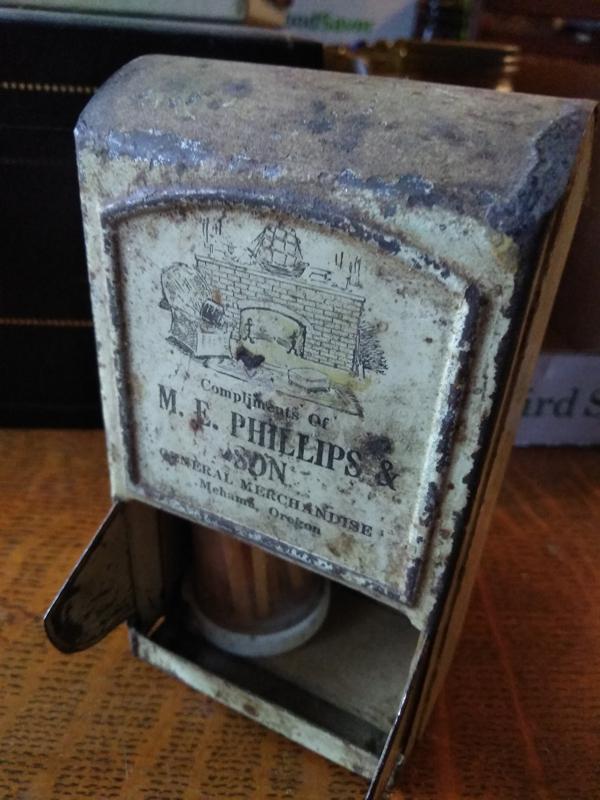 Compliments Of
M. E. PHILLIPS &
SON
GENERAL MERCHANDISE
Mehama, Oregon